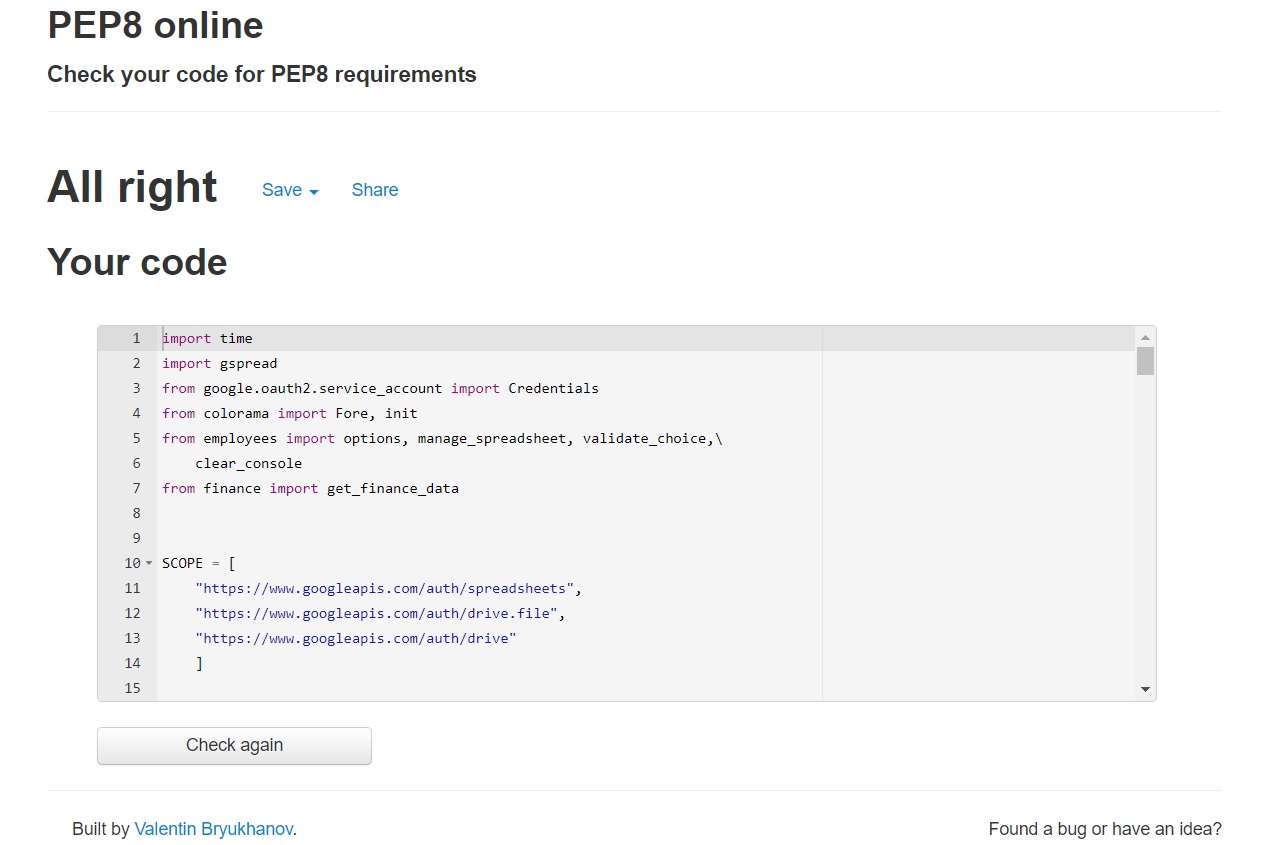 PEP8 online
Check your code for PEP8 requirements
All right Save Share
Your code
1 import time
2 import gspread
3 from google.oauth2.service_account import Credentials
4 from colorama import Fore, init
5 from employees import options, manage_spreadsheet, validate_choice,\
6     clear_console
7 from finance import get_finance_data
8
9
10 SCOPE = [
11     "https://www.googleapis.com/auth/spreadsheets",
12     "https://www.googleapis.com/auth/drive.file",
13     "https://www.googleapis.com/auth/drive"
14     ]
15
Check again
Built by Valentin Bryukhanov. Found a bug or have an idea?